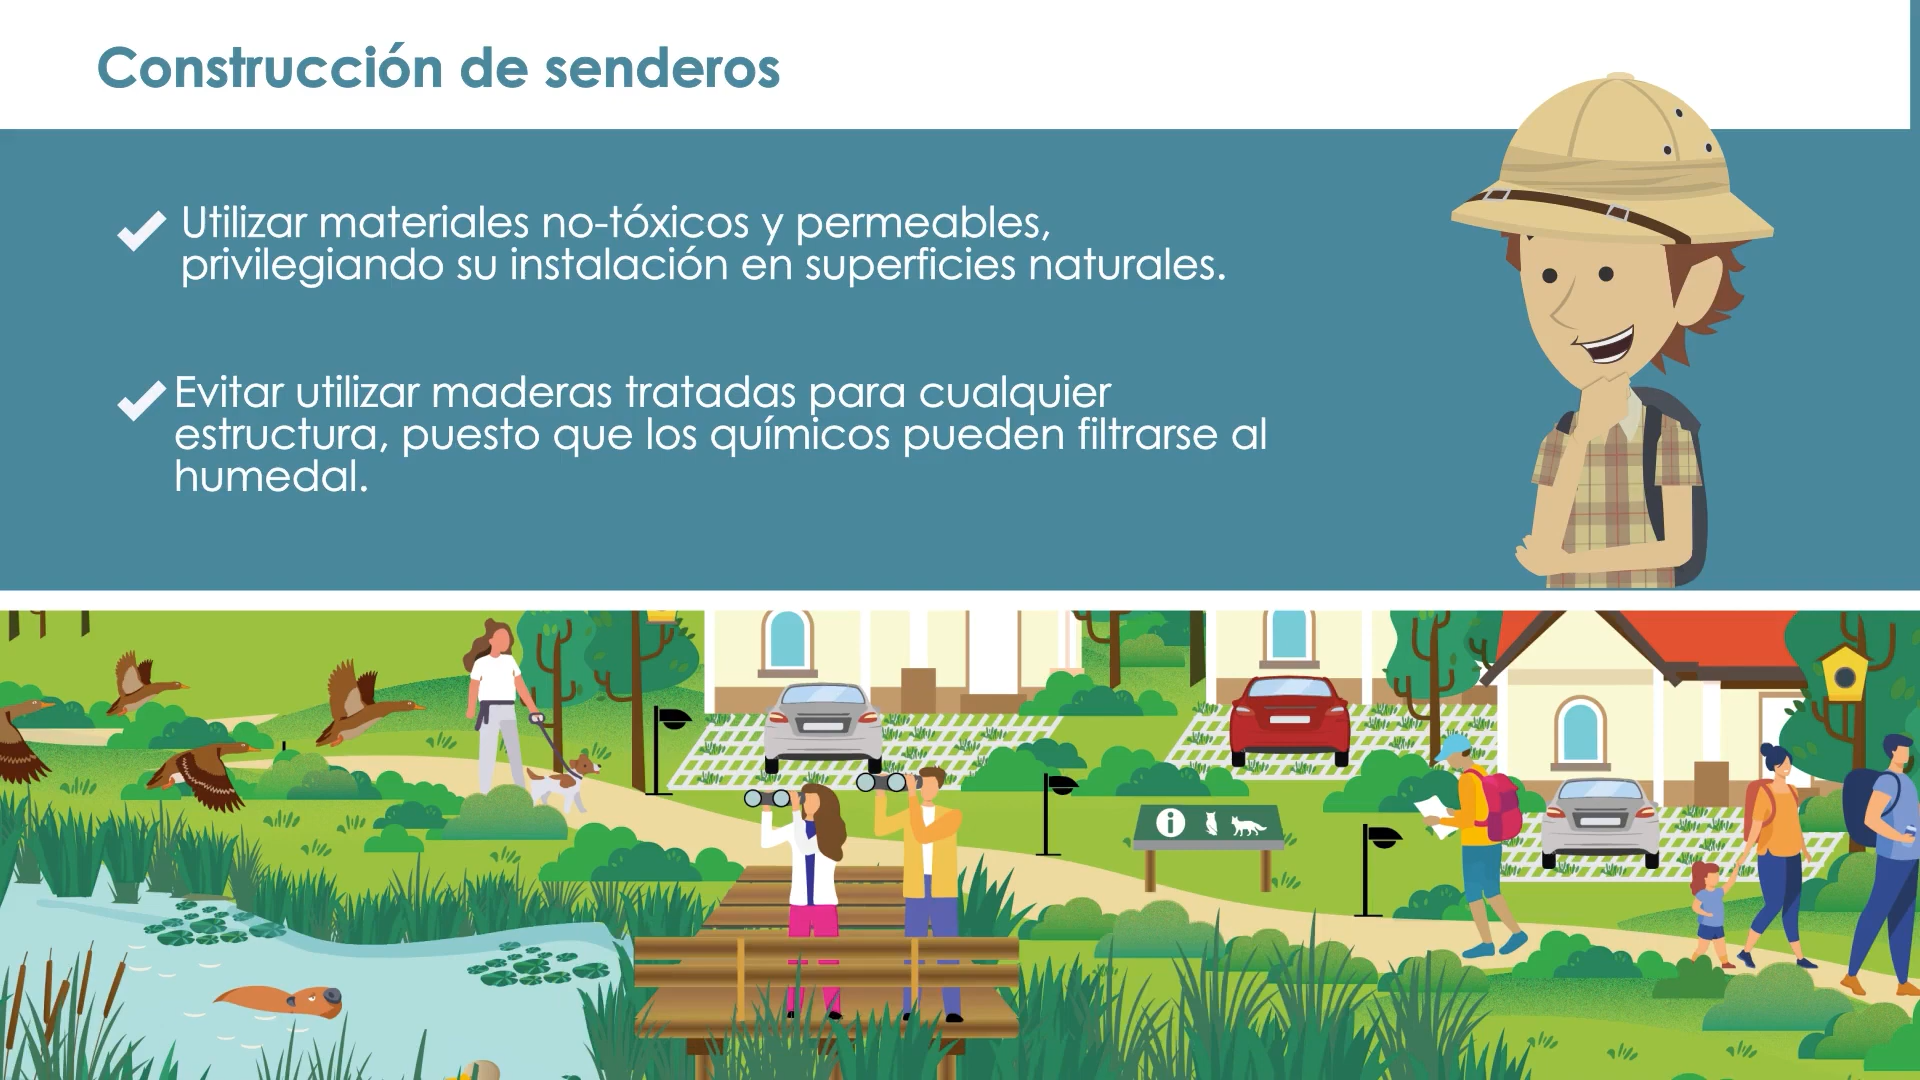 Construcción de senderos
Utilizar materiales no-tóxicos y permeables,
privilegiando su instalación en superficies naturales.
Evitar utilizar maderas tratadas para cualquier
estructura, puesto que los químicos pueden filtrarse al
humedal.